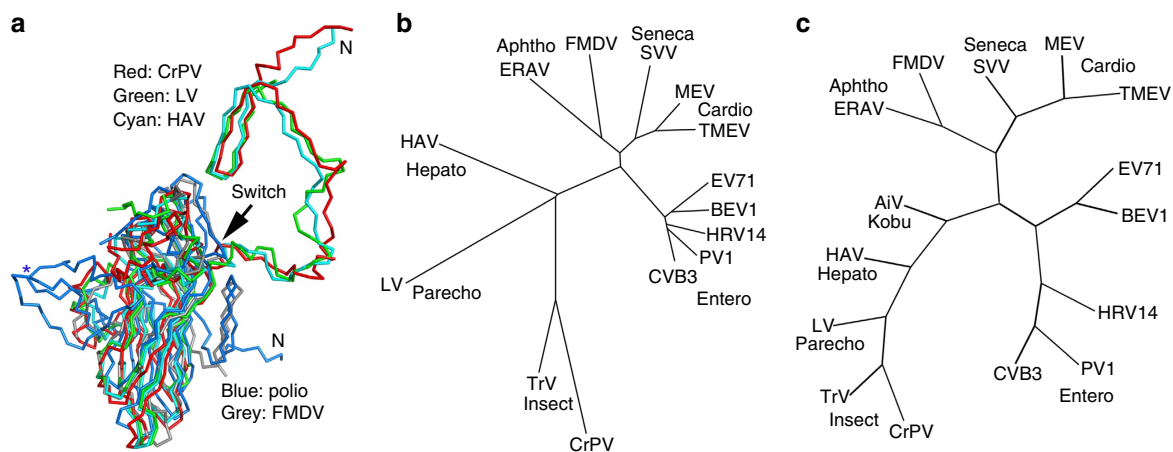 a
Red: CrPV
Green: LV
Cyan: HAV
N
Switch
*
N
Blue: polio
Grey: FMDV
b
Aphtho
ERAV
FMDV
Seneca
SVV
MEV
Cardio
TMEV
HAV
Hepato
EV71
BEV1
HRV14
PV1
CVB3
Entero
LV
Parecho
TrV
Insect
CrPV
c
Seneca
SVV
MEV
Cardio
TMEV
FMDV
Aphtho
ERAV
EV71
BEV1
AiV
Kobu
HAV
Hepato
HRV14
LV
Parecho
CVB3
PV1
Entero
TrV
Insect
CrPV